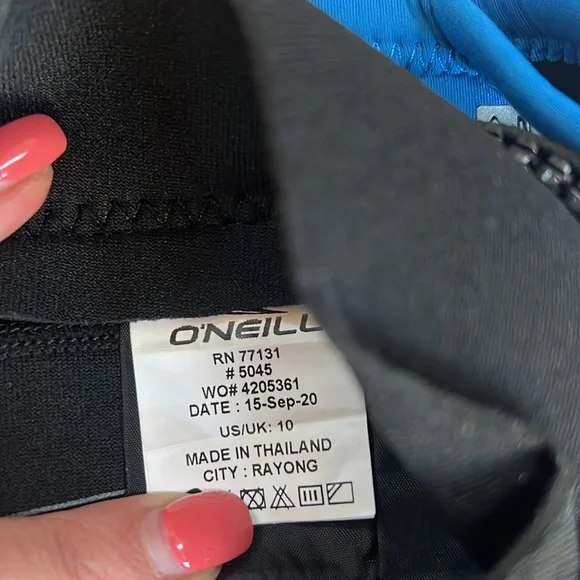 O'NEILL
RN 77131
# 5045
WO# 4205361
DATE : 15-Sep-20
US/UK: 10
MADE IN THAILAND
CITY : RAYONG